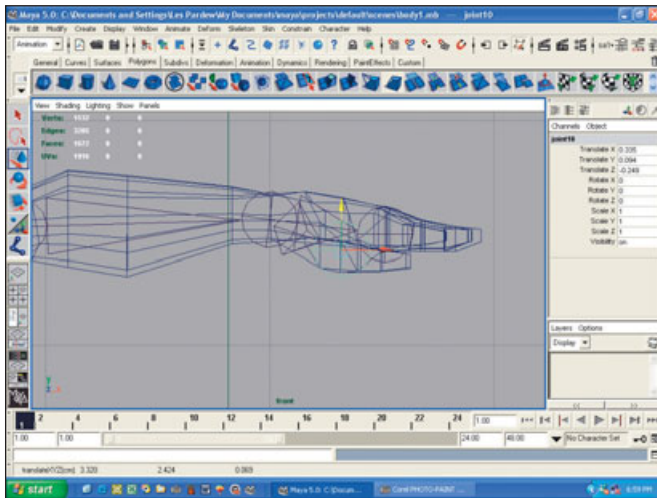 Maya 5.0: C:\Documents and Settings\Les Pardew\My Documents\maya\projects\default\scenes\body1.mb --- joint10
File Edit Modify Create Display Window Animate Deform Skeleton Skin Constrain Character Help
Animation
General Curves Surfaces Polygons Subdivs Deformation Animation Dynamics Rendering PaintEffects Custom
View Shading Lighting Show Panels
Verts: 1532 0 0
Edges: 0 0
Faces: 0 0
UVs: 0 0
Channels Object
joint10
Translate X 0.335
Translate Y 0.094
Translate Z -0.249
Rotate X 0
Rotate Y 0
Rotate Z 0
Scale X 1
Scale Y 1
Scale Z 1
Visibility on
Layers Options
Display
y
front
1 2 4 6 8 10 12 14 16 18 20 22 24 1.00
1.00 1.00 24.00 48.00 No Character Set
translateXYZ(cm): 3.320 2.424 0.069
start Maya 5.0: C:\Docum... Corel PHOTO-PAINT ... 6:59 PM